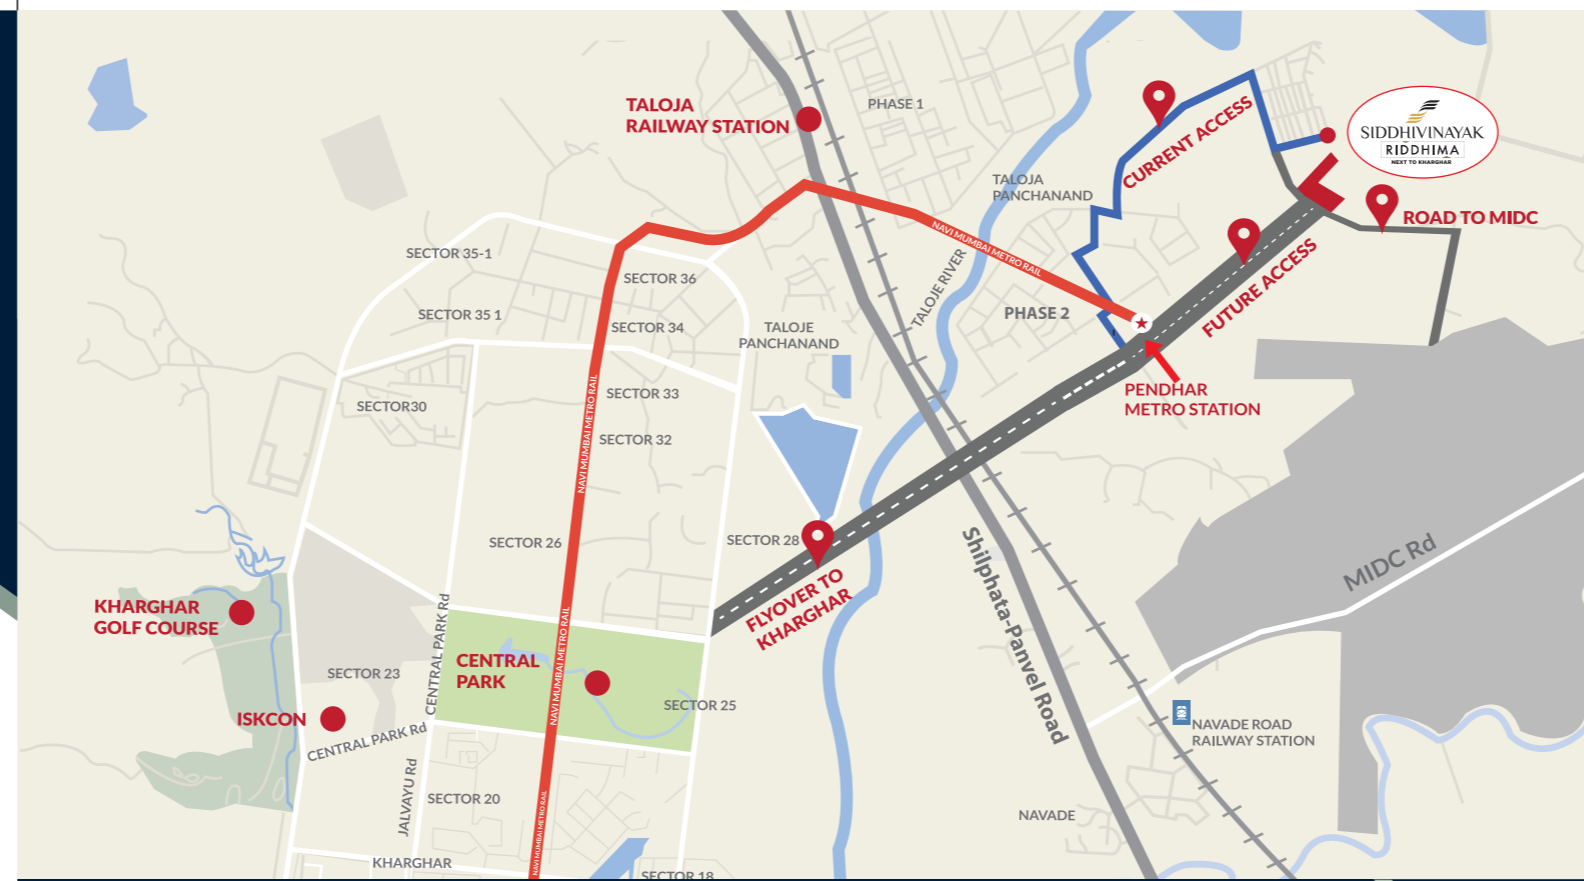 TALOJA
RAILWAY STATION
PHASE 1
CURRENT ACCESS
SIDDHIVINAYAK
RIDDHIMA
NEXT TO KHARGHAR
TALOJA
PANCHANAND
ROAD TO MIDC
NAVI MUMBAI METRO RAIL
FUTURE ACCESS
SECTOR 35-1
SECTOR 36
TALOJE RIVER
SECTOR 35 1
SECTOR 34
TALOJE
PANCHANAND
PHASE 2
PENDHAR
METRO STATION
SECTOR30
SECTOR 33
NAVI MUMBAI METRO RAIL
SECTOR 32
SECTOR 26
SECTOR 28
FLYOVER TO
KHARGHAR
Shilphata-Panvel Road
MIDC Rd
KHARGHAR
GOLF COURSE
CENTRAL PARK Rd
NAVI MUMBAI METRO RAIL
CENTRAL
PARK
SECTOR 23
SECTOR 25
ISKCON
CENTRAL PARK Rd
NAVADE ROAD
RAILWAY STATION
JALVAYU Rd
SECTOR 20
NAVI MUMBAI METRO RAIL
NAVADE
KHARGHAR
SECTOR 18